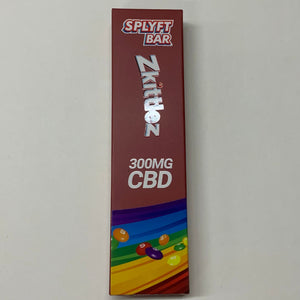 SPLYFT
BAR
Zkittlez
300MG
CBD